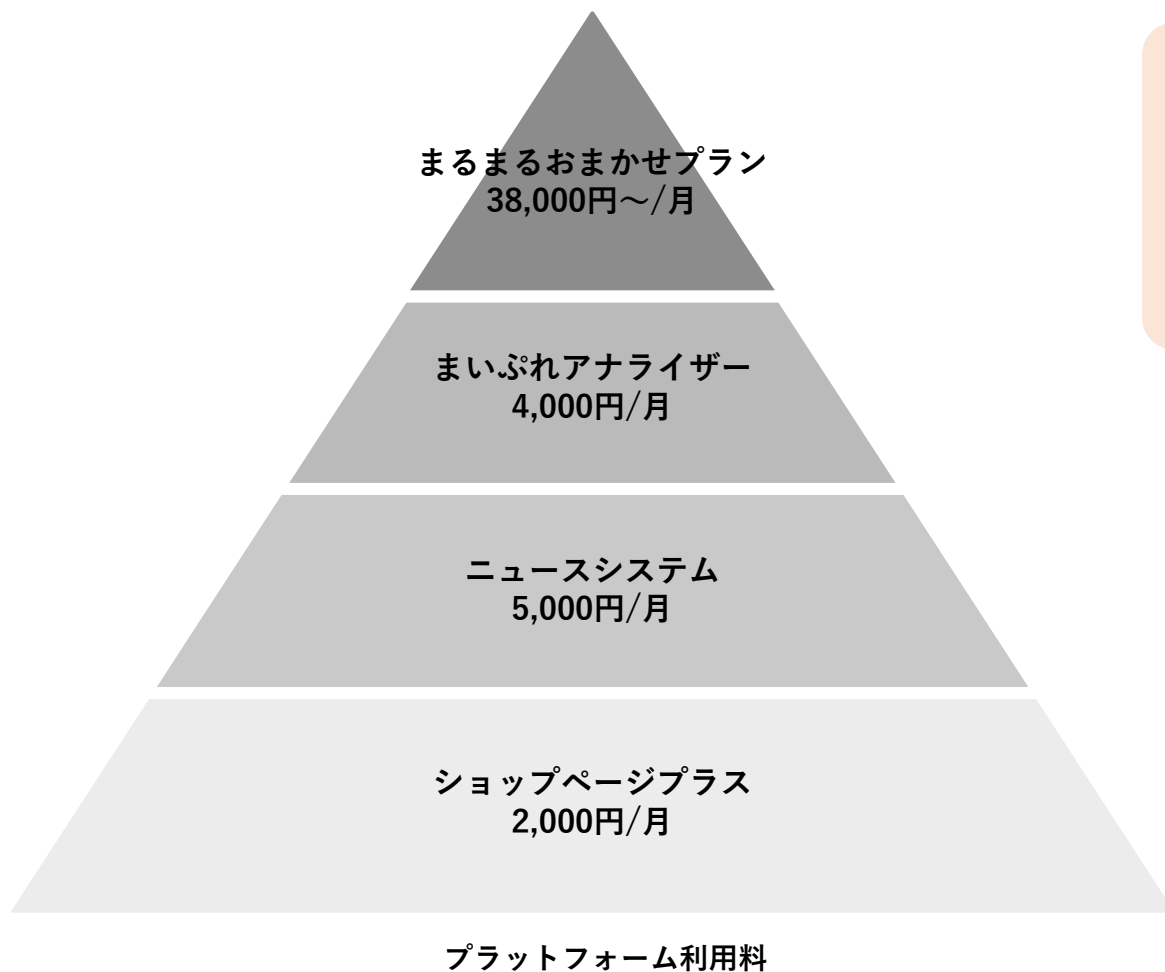 まるまるおまかせプラン
38,000円～/月
まいぷれアナライザー
4,000円/月
ニュースシステム
5,000円/月
ショップページプラス
2,000円/月
プラットフォーム利用料